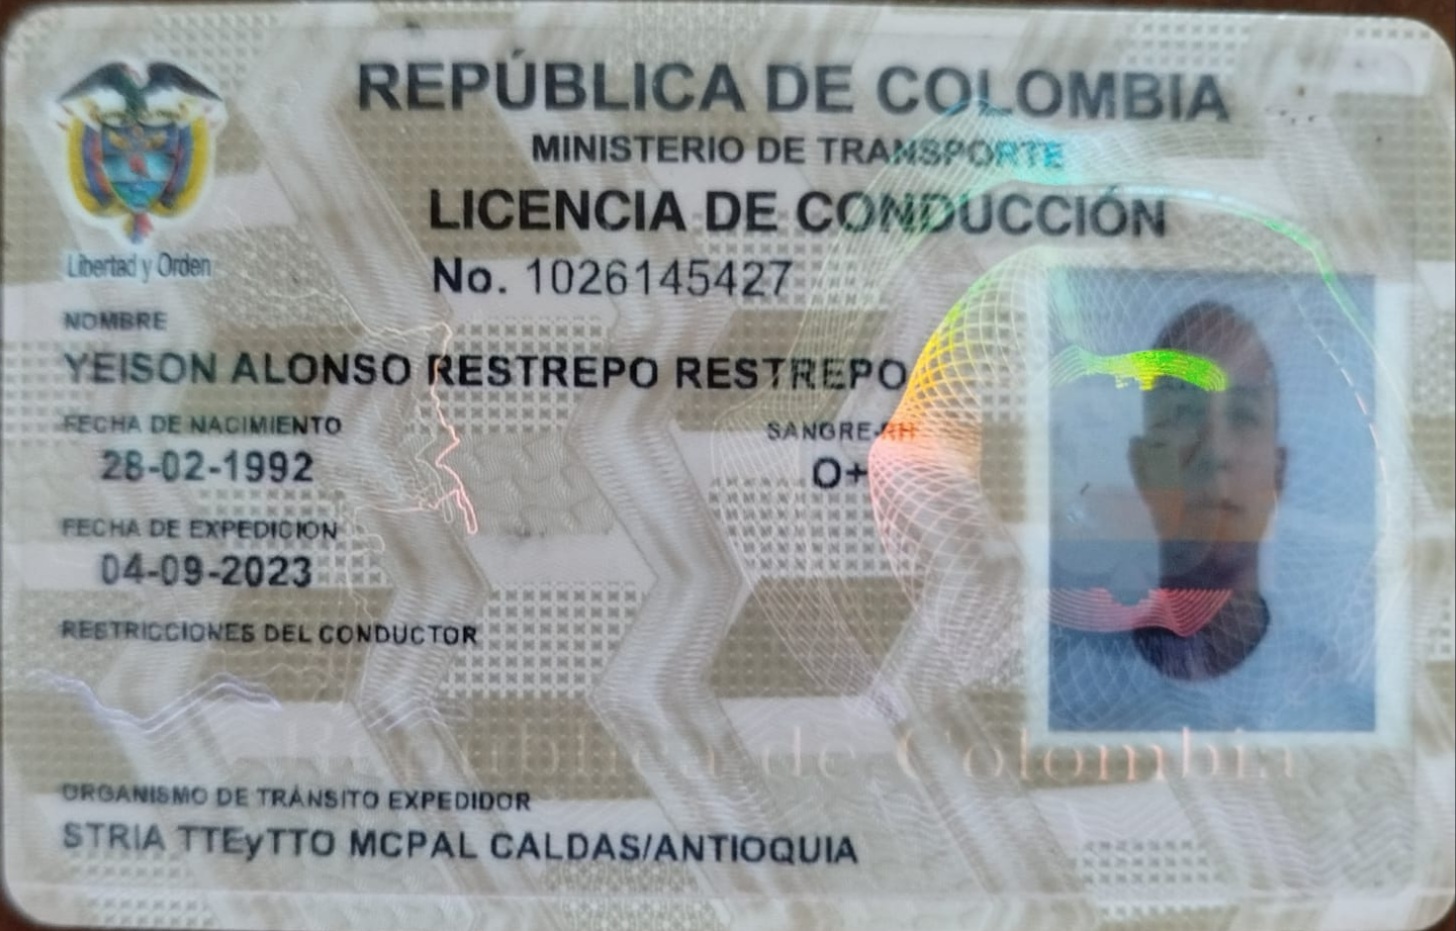 REPÚBLICA DE COLOMBIA
MINISTERIO DE TRANSPORTE
LICENCIA DE CONDUCCIÓN
Libertad y Orden
No. 1026145427
NOMBRE
YEISON ALONSO RESTREPO RESTREPO
FECHA DE NACIMIENTO
28-02-1992
SANGRE-RH
O+
FECHA DE EXPEDICION
04-09-2023
RESTRICCIONES DEL CONDUCTOR
República de Colombia
ORGANISMO DE TRÁNSITO EXPEDIDOR
STRIA TTEyTTO MCPAL CALDAS/ANTIOQUIA